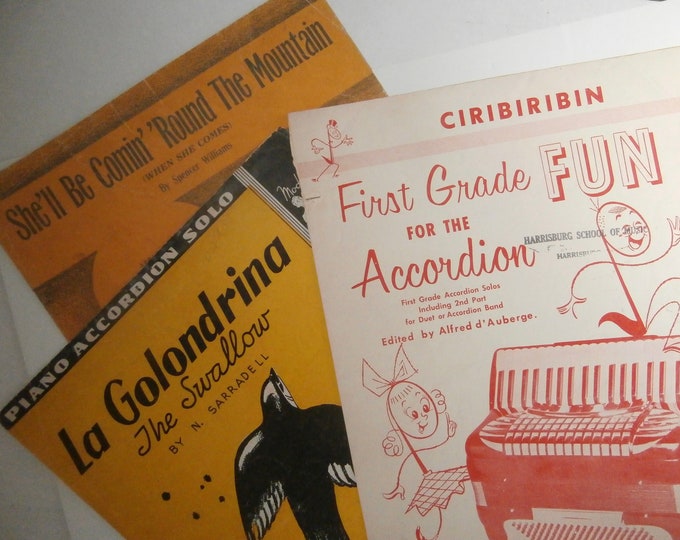 She'll Be Comin' 'Round The Mountain
(WHEN SHE COMES)
By Spencer Williams
PIANO ACCORDION SOLO
La Golondrina
The Swallow
BY N. SARRADELL
CIRIBIRIBIN
First Grade FUN
FOR THE
Accordion
HARRISBURG SCHOOL OF MUSIC
HARRISBURG
First Grade Accordion Solos
Including 2nd Part
for Duet or Accordion Band
Edited by Alfred d'Auberge.